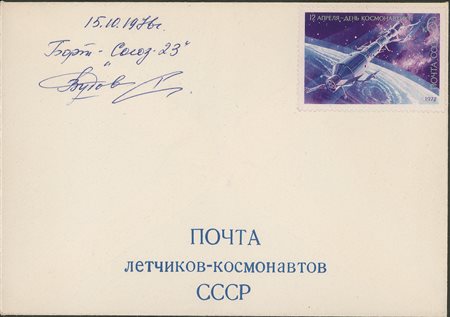 15.10.1976г.
Борт - Союз-23"
12 АПРЕЛЯ-ДЕНЬ КОСМОНАВТИКИ
ПОЧТА СССР
1972
ПОЧТА
летчиков-космонавтов
СССР